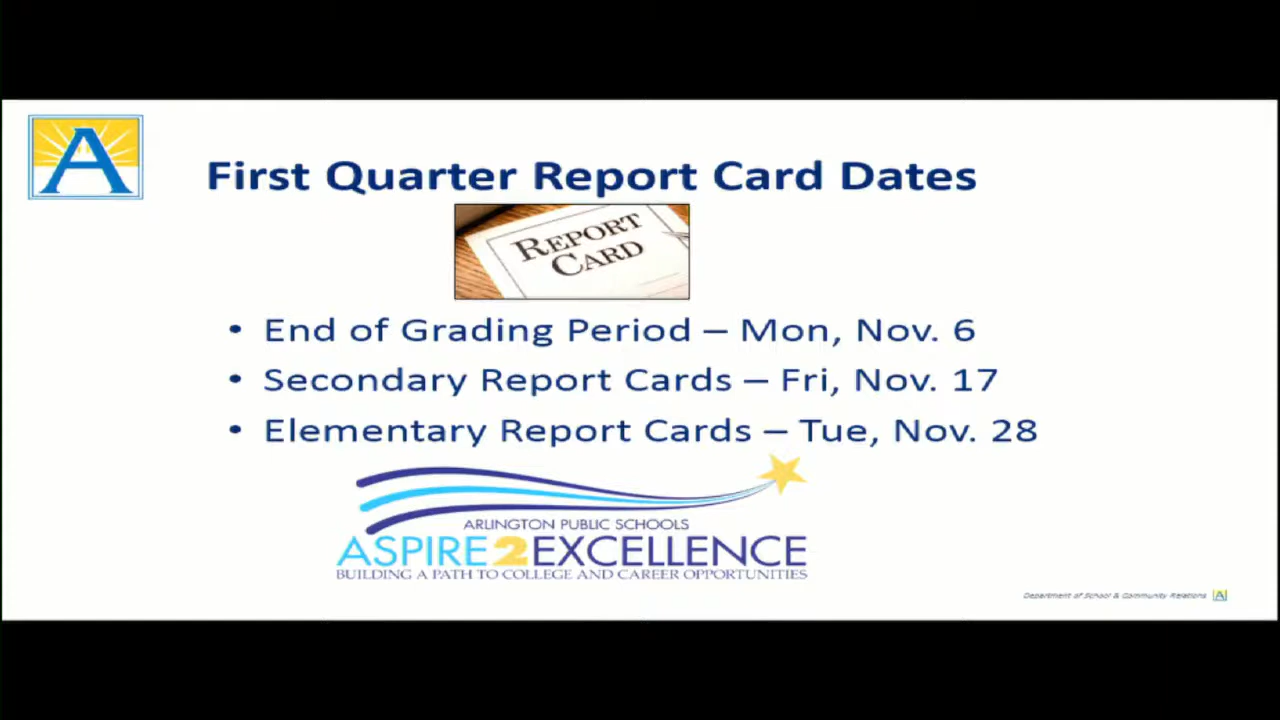 A
First Quarter Report Card Dates
REPORT
CARD
• End of Grading Period – Mon, Nov. 6
• Secondary Report Cards – Fri, Nov. 17
• Elementary Report Cards – Tue, Nov. 28
ARLINGTON PUBLIC SCHOOLS
ASPIRE2EXCELLENCE
BUILDING A PATH TO COLLEGE AND CAREER OPPORTUNITIES
Department of School & Community Relations A